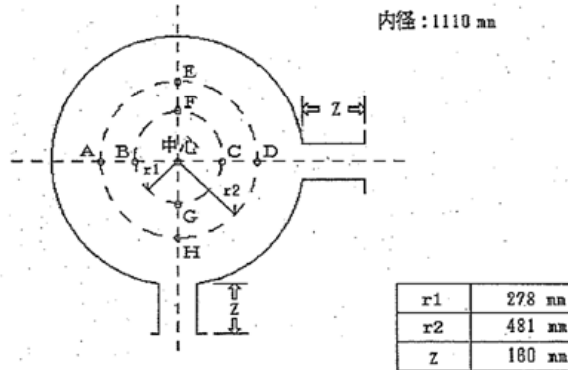 内径:1110 mm
E
F
Z
A B 中心 C D
r1
r2
G
H
Z
r1 278 mm
r2 481 mm
Z 160 mm